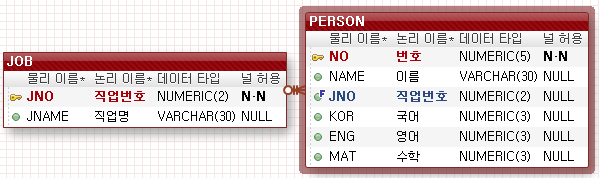 JOB
물리 이름* 논리 이름* 데이터 타입 널 허용
JNO 직업번호 NUMERIC(2) N·N
JNAME 직업명 VARCHAR(30) NULL
PERSON
물리 이름* 논리 이름* 데이터 타입 널 허용
NO 번호 NUMERIC(5) N·N
NAME 이름 VARCHAR(30) NULL
F JNO 직업번호 NUMERIC(2) NULL
KOR 국어 NUMERIC(3) NULL
ENG 영어 NUMERIC(3) NULL
MAT 수학 NUMERIC(3) NULL